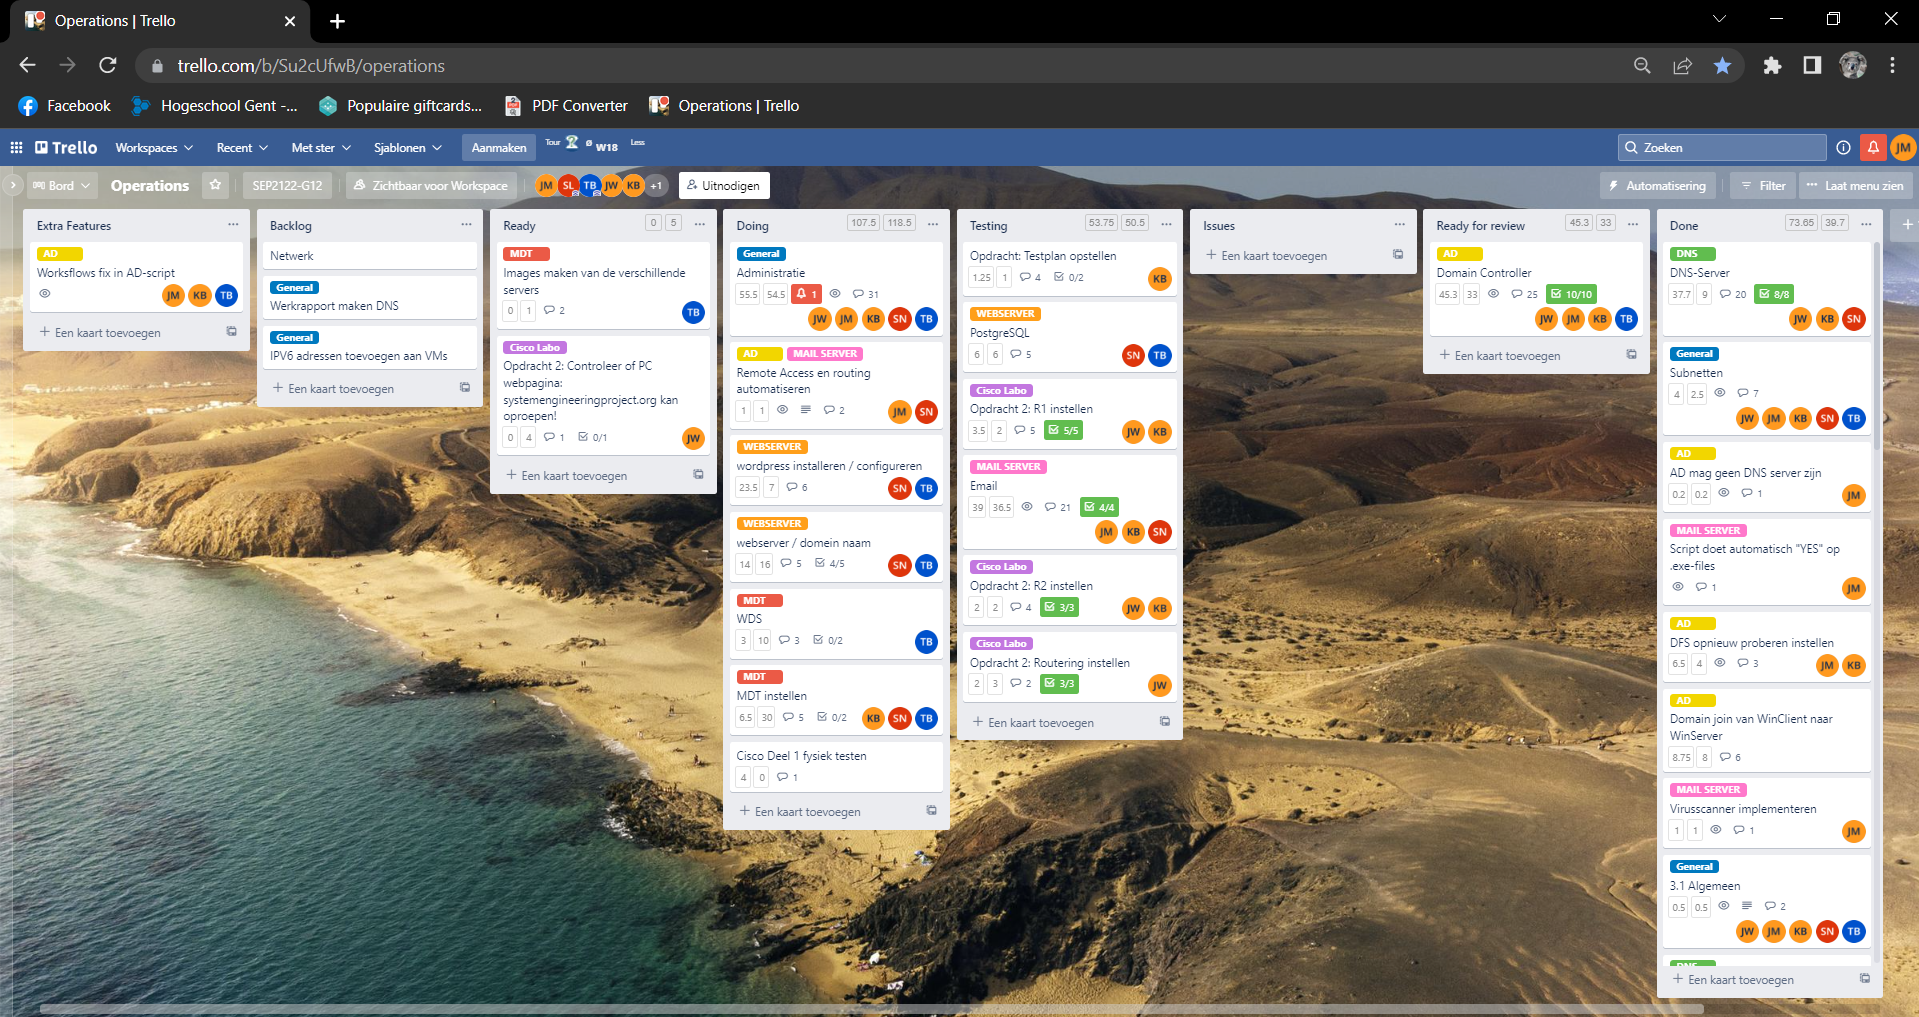 Operations | Trello
trello.com/b/Su2cUfwB/operations
Facebook
Hogeschool Gent -...
Populaire giftcards...
PDF Converter
Operations | Trello
Trello
Workspaces
Recent
Met ster
Sjablonen
Aanmaken
Tour
Ø W18
Less
Zoeken
JM
Bord
Operations
SEP2122-G12
Zichtbaar voor Workspace
JM SL TB JW KB +1
Uitnodigen
Automatisering
Filter
Laat menu zien
Extra Features
AD
Worksflows fix in AD-script
JM KB TB
Een kaart toevoegen
Backlog
Netwerk
General
Werkrapport maken DNS
General
IPV6 adressen toevoegen aan VMs
Een kaart toevoegen
Ready 0 5
MDT
Images maken van de verschillende
servers
0 1 2
TB
Cisco Labo
Opdracht 2: Controleer of PC
webpagina:
systemengineeringproject.org kan
oproepen!
0 4 1 0/1
JW
Een kaart toevoegen
Doing 107.5 118.5
General
Administratie
55.5 54.5 1 31
JW JM KB SN TB
AD MAIL SERVER
Remote Access en routing
automatiseren
1 1 2
JM SN
WEBSERVER
wordpress installeren / configureren
23.5 7 6
SN TB
WEBSERVER
webserver / domein naam
14 16 5 4/5
SN TB
MDT
WDS
3 10 3 0/2
TB
MDT
MDT instellen
6.5 30 5 0/2
KB SN TB
Cisco Deel 1 fysiek testen
4 0 1
Een kaart toevoegen
Testing 53.75 50.5
Opdracht: Testplan opstellen
1.25 1 4 0/2
KB
WEBSERVER
PostgreSQL
6 6 5
SN TB
Cisco Labo
Opdracht 2: R1 instellen
3.5 2 5 5/5
JW KB
MAIL SERVER
Email
39 36.5 21 4/4
JM KB SN
Cisco Labo
Opdracht 2: R2 instellen
2 2 4 3/3
JW KB
Cisco Labo
Opdracht 2: Routering instellen
2 3 2 3/3
JW
Een kaart toevoegen
Issues
Een kaart toevoegen
Ready for review 45.3 33
AD
Domain Controller
45.3 33 25 10/10
JW JM KB TB
Een kaart toevoegen
Done 73.65 39.7
DNS
DNS-Server
37.7 9 20 8/8
JW KB SN
General
Subnetten
4 2.5 7
JW JM KB SN TB
AD
AD mag geen DNS server zijn
0.2 0.2 1
JM
MAIL SERVER
Script doet automatisch "YES" op
.exe-files
1
JM
AD
DFS opnieuw proberen instellen
6.5 4 3
JM KB
AD
Domain join van WinClient naar
WinServer
8.75 8 6
MAIL SERVER
Virusscanner implementeren
1 1 1
JM
General
3.1 Algemeen
0.5 0.5 2
JW JM KB SN TB
DNS
Een kaart toevoegen